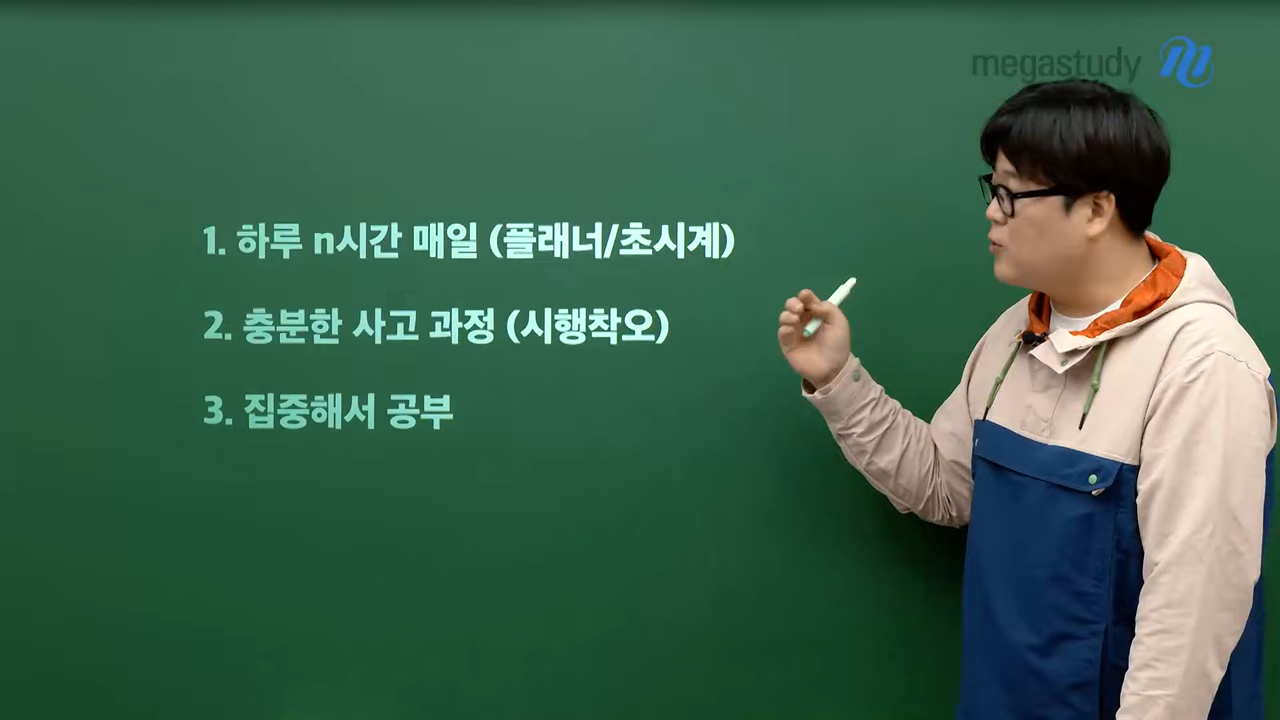 megastudy
1. 하루 n시간 매일 (플래너/초시계)
2. 충분한 사고 과정 (시행착오)
3. 집중해서 공부